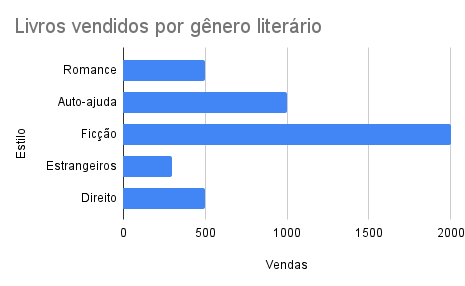 Livros vendidos por gênero literário
Estilo
Romance
Auto-ajuda
Ficção
Estrangeiros
Direito
0 500 1000 1500 2000
Vendas